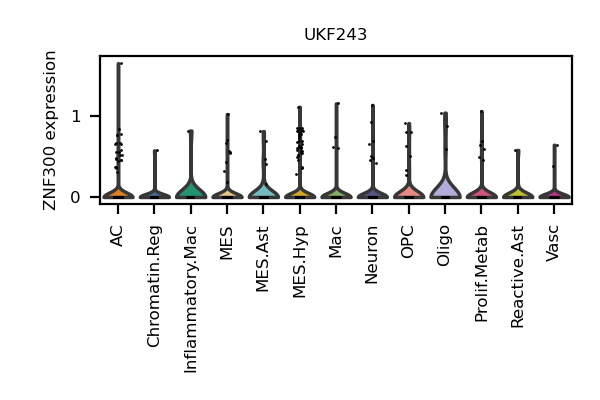 UKF243
ZNF300 expression
1
0
AC
Chromatin.Reg
Inflammatory.Mac
MES
MES.Ast
MES.Hyp
Mac
Neuron
OPC
Oligo
Prolif.Metab
Reactive.Ast
Vasc